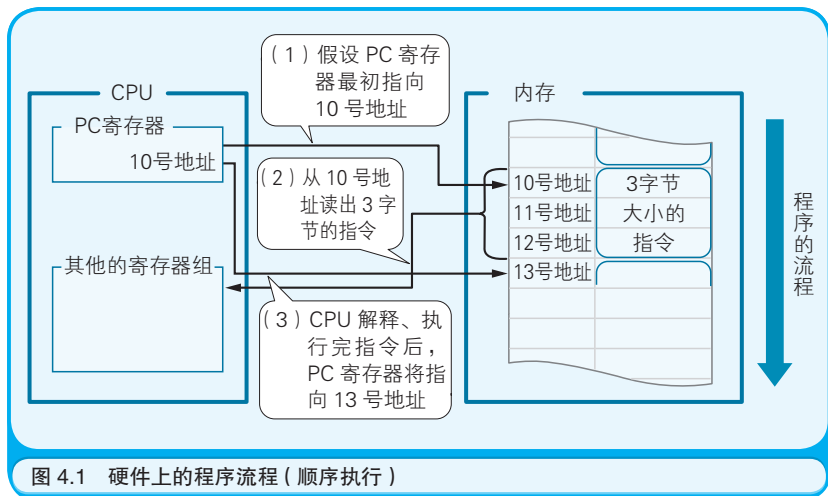 (1)假设 PC 寄存
器最初指向
10 号地址
CPU
PC寄存器
10号地址
(2)从 10 号地
址读出 3 字
节的指令
其他的寄存器组
(3)CPU 解释、执
行完指令后，
PC 寄存器将指
向 13 号地址
内存
10号地址 3字节
11号地址 大小的
12号地址 指令
13号地址
程序的流程
图 4.1 硬件上的程序流程(顺序执行)